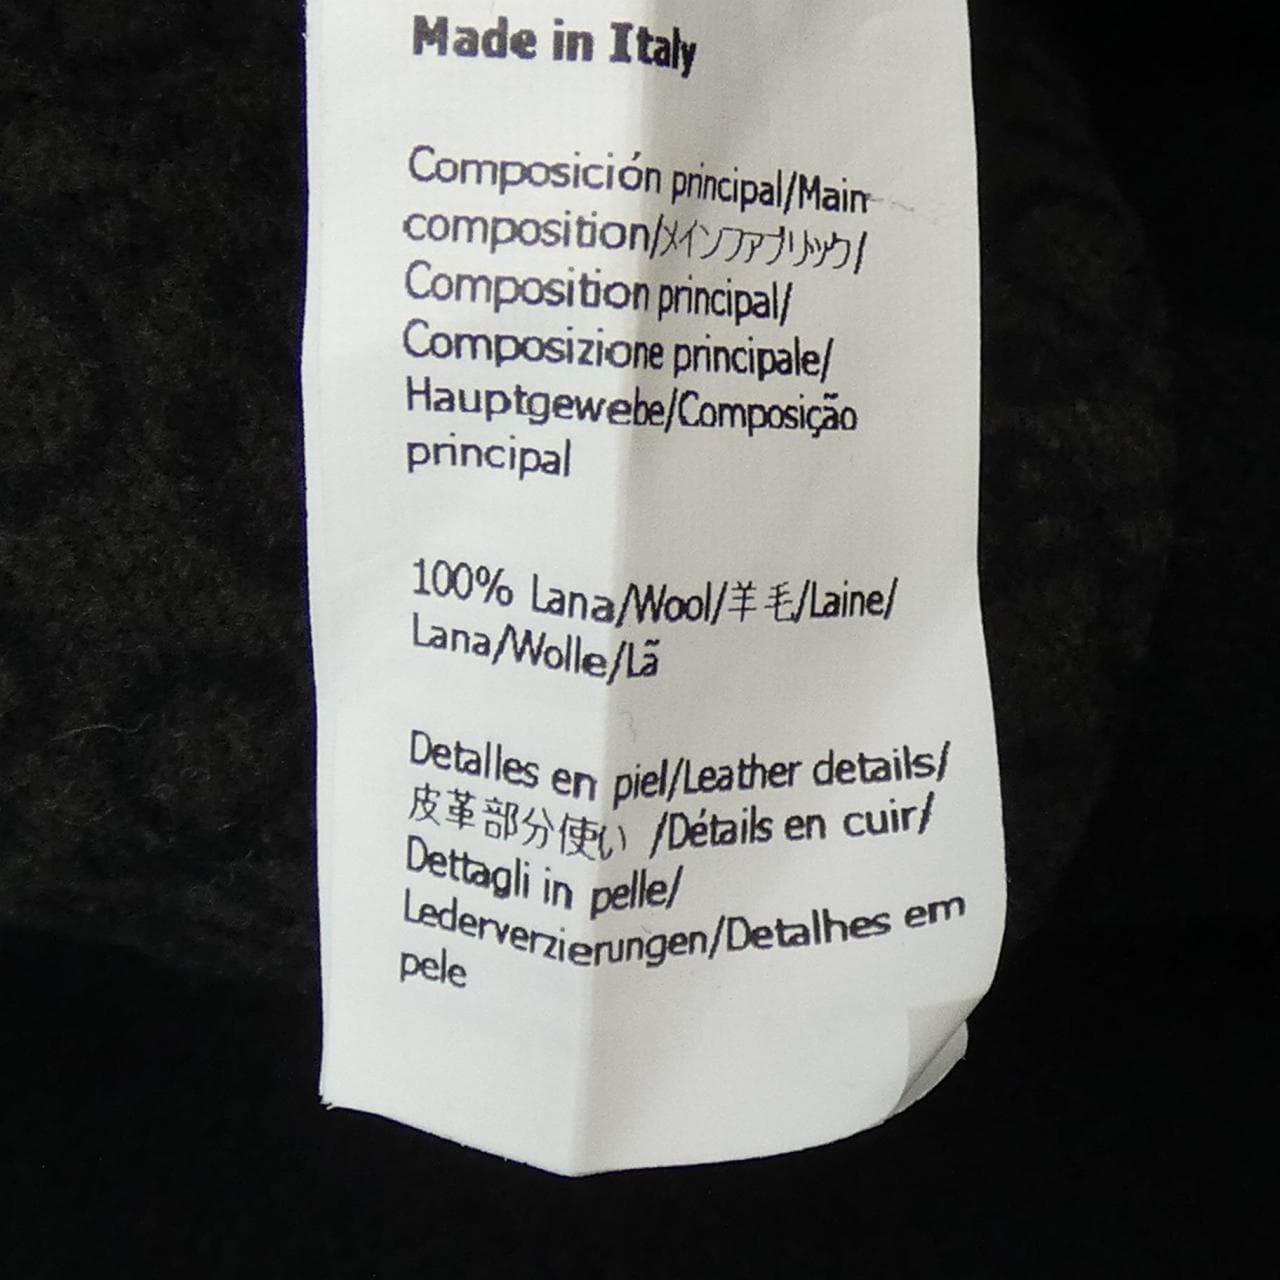 Made in Italy
Composición principal/Main
composition/メインファブリック/
Composition principal/
Composizione principale/
Hauptgewebe/Composição
principal
100% Lana/Wool/羊毛/Laine/
Lana/Wolle/Lã
Detalles en piel/Leather details/
皮革部分使い /Détails en cuir/
Dettagli in pelle/
Lederverzierungen/Detalhes em
pele